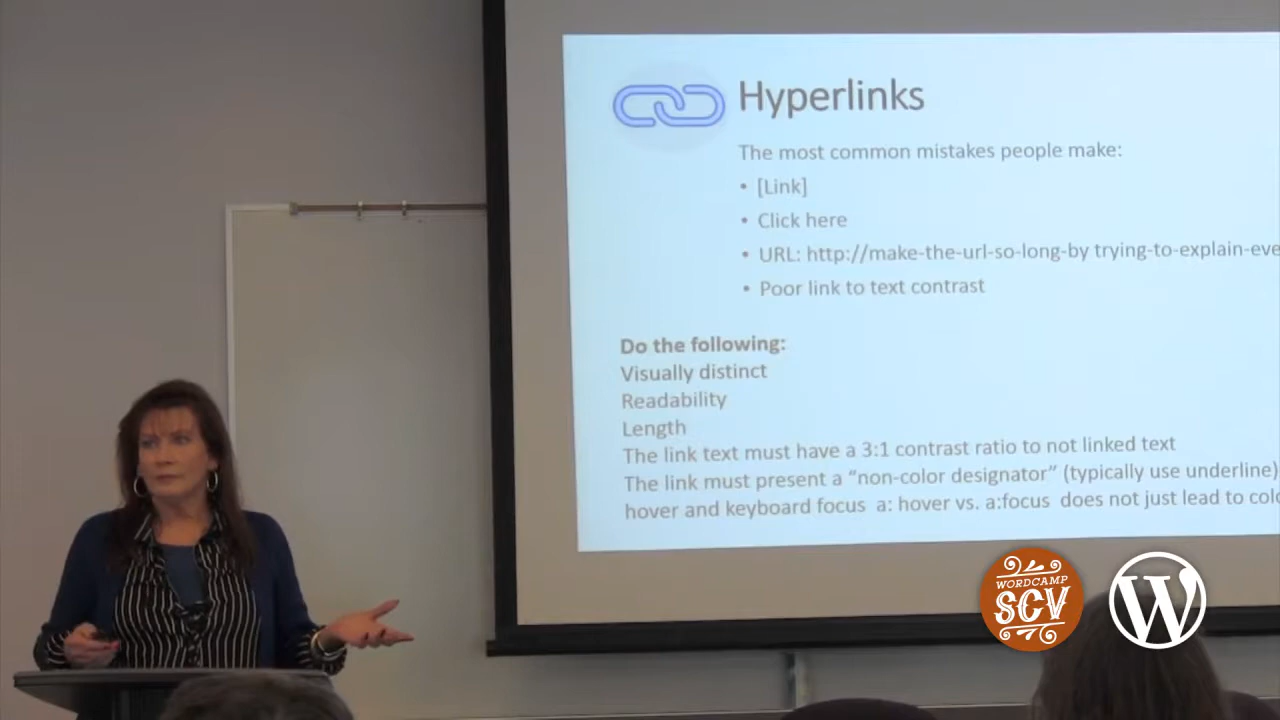 Hyperlinks
The most common mistakes people make:
• [Link]
• Click here
• URL: http://make-the-url-so-long-by trying-to-explain-eve
• Poor link to text contrast
Do the following:
Visually distinct
Readability
Length
The link text must have a 3:1 contrast ratio to not linked text
The link must present a “non-color designator” (typically use underline)
hover and keyboard focus a: hover vs. a:focus does not just lead to colo
WORDCAMP
SCV
W